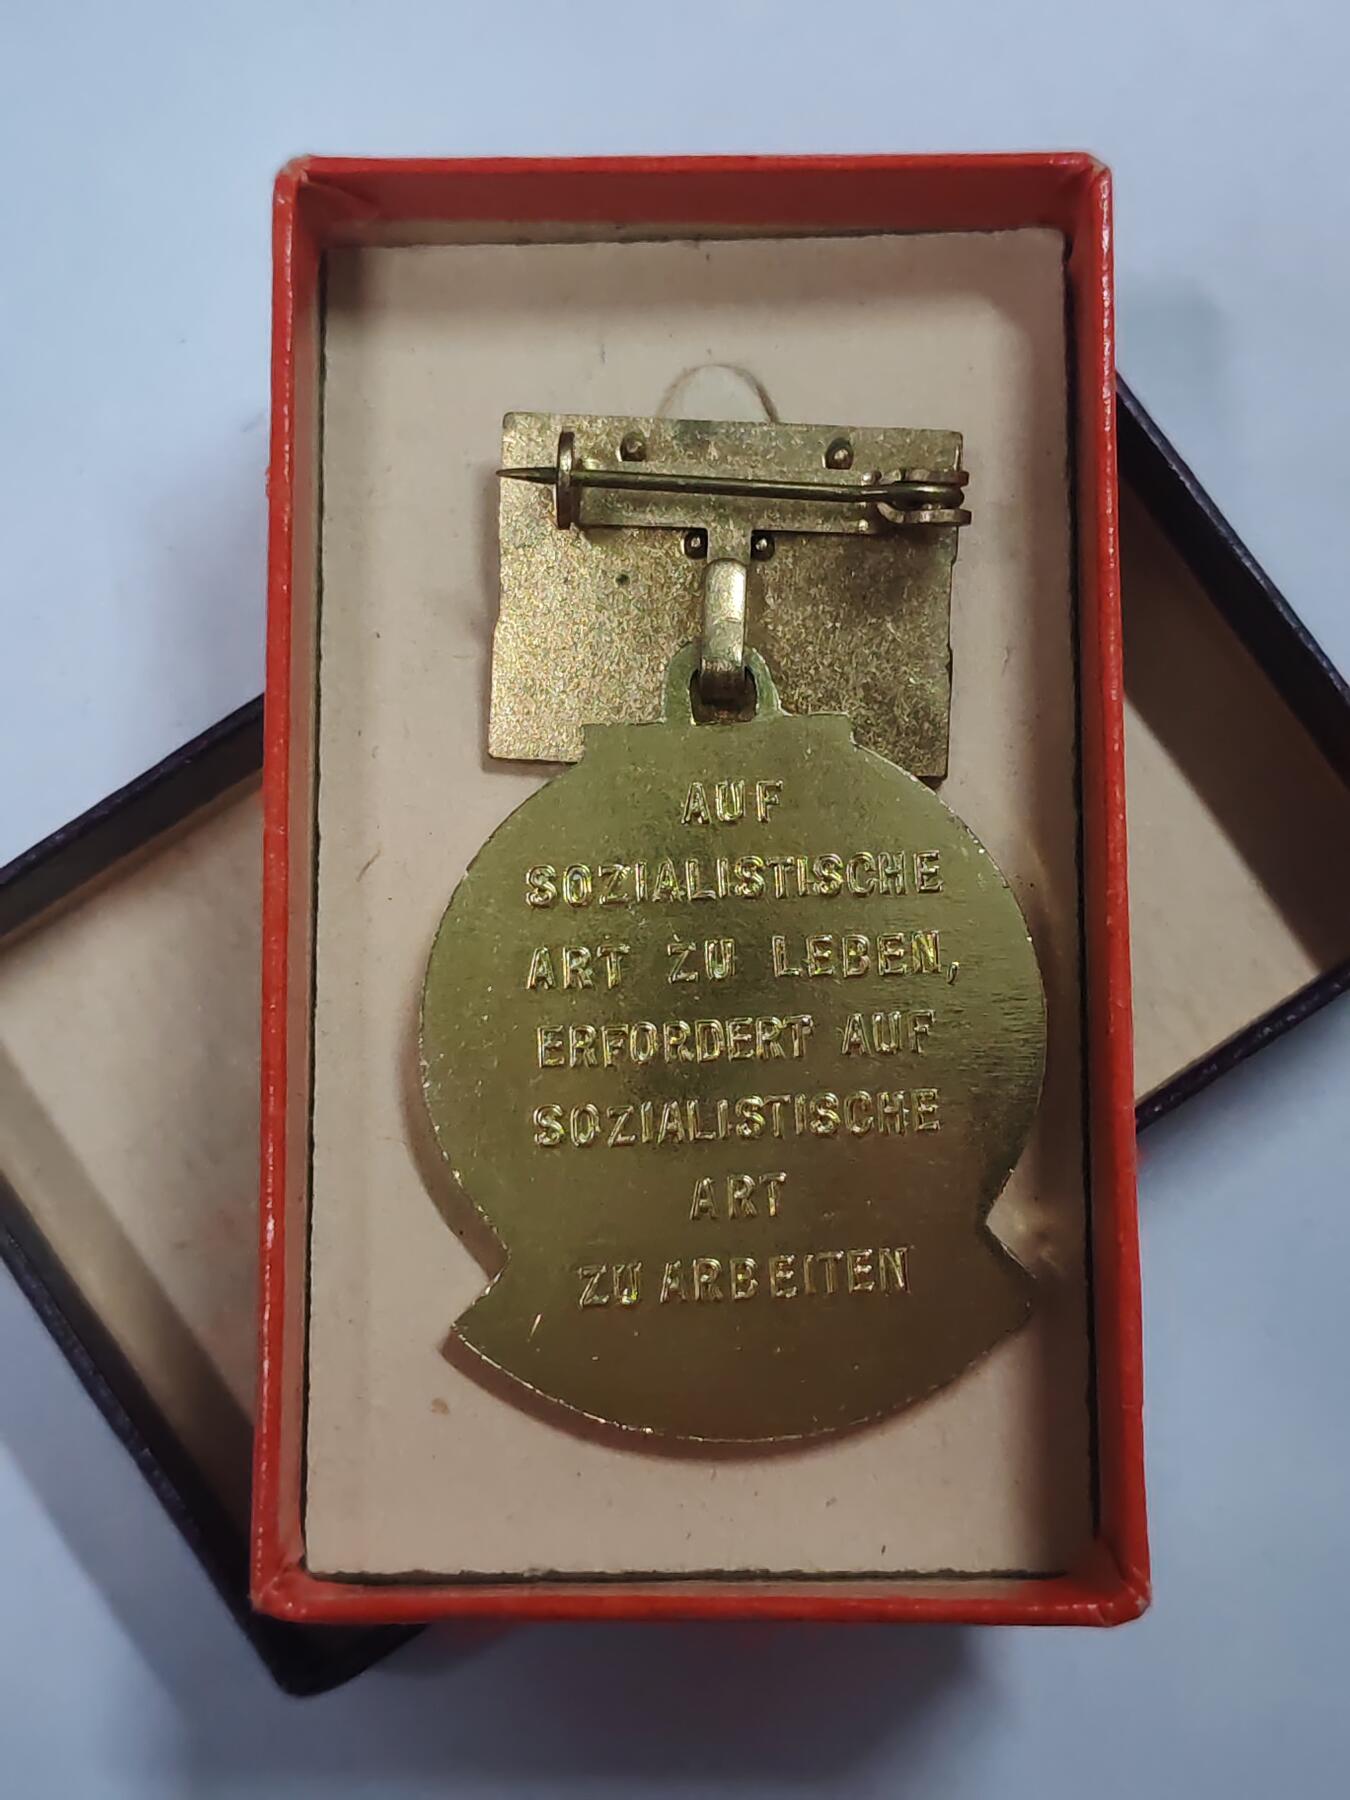 AUF
SOZIALISTISCHE
ART ZU LEBEN,
ERFORDERT AUF
SOZIALISTISCHE
ART
ZU ARBEITEN